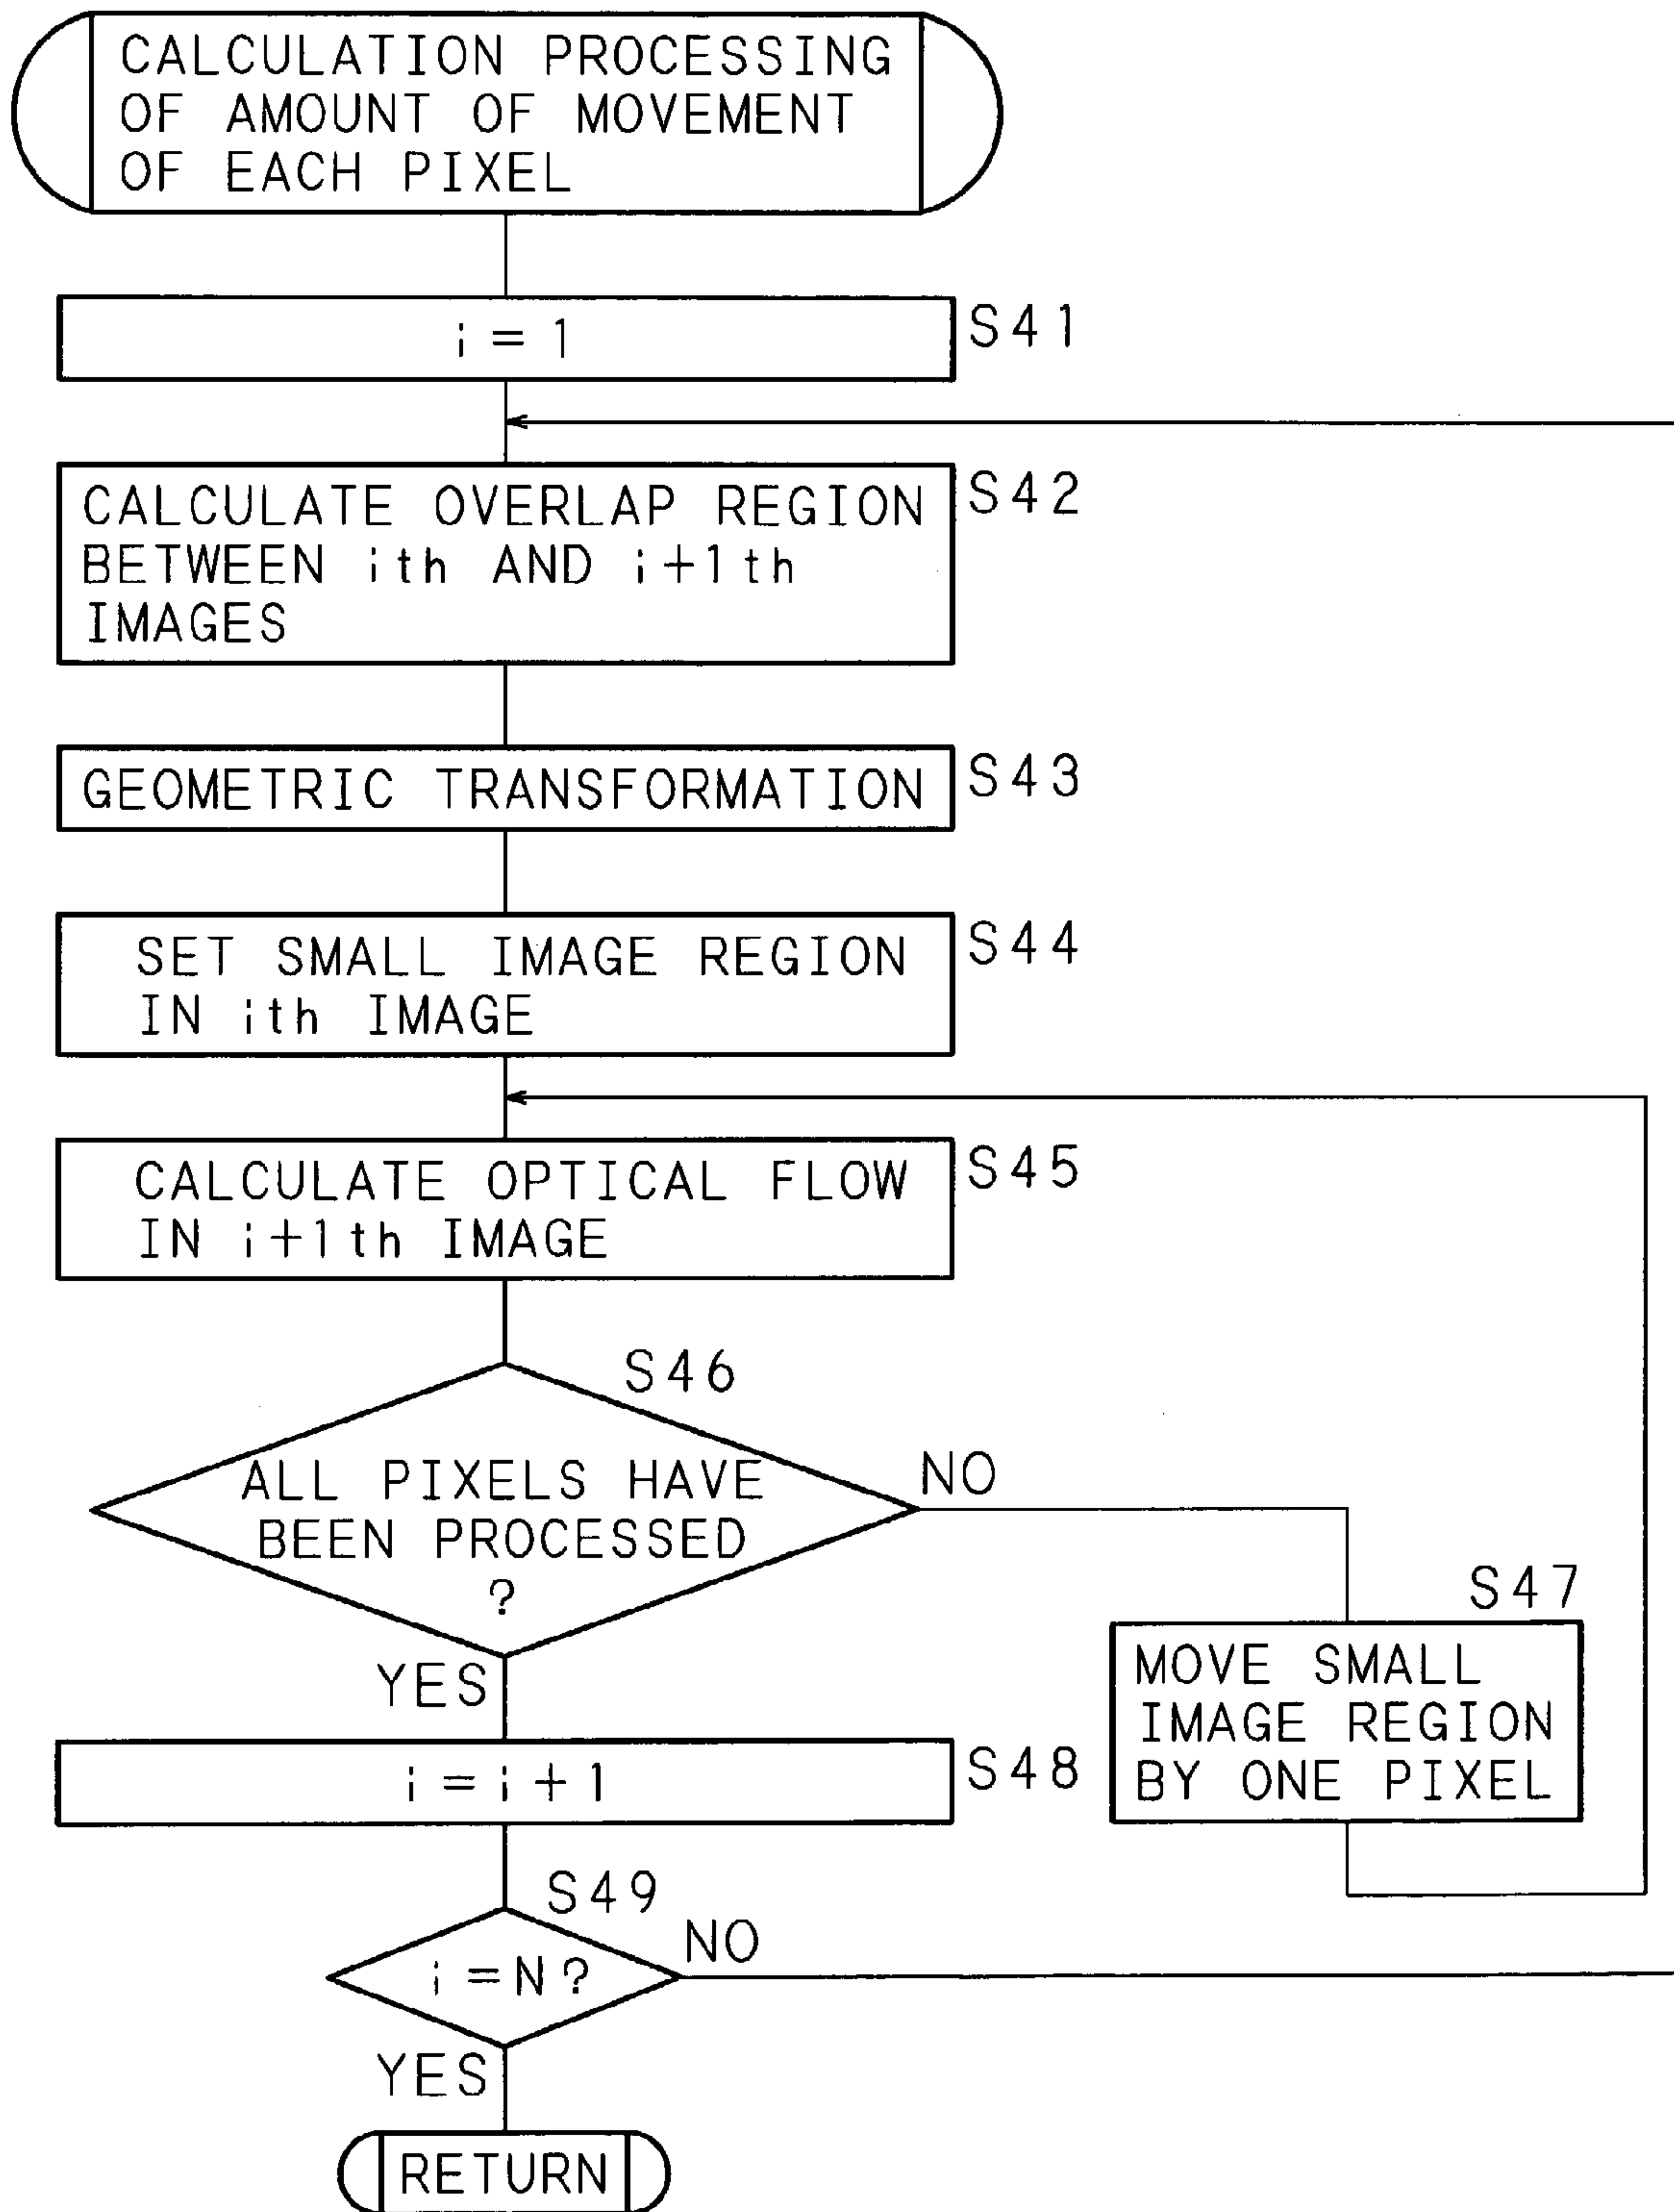 CALCULATION PROCESSING
OF AMOUNT OF MOVEMENT
OF EACH PIXEL
i = 1
S41
CALCULATE OVERLAP REGION
BETWEEN ith AND i+1th
IMAGES
S42
GEOMETRIC TRANSFORMATION
S43
SET SMALL IMAGE REGION
IN ith IMAGE
S44
CALCULATE OPTICAL FLOW
IN i+1th IMAGE
S45
S46
ALL PIXELS HAVE
BEEN PROCESSED
?
NO
YES
S47
MOVE SMALL
IMAGE REGION
BY ONE PIXEL
i = i + 1
S48
S49
i = N ?
NO
YES
RETURN